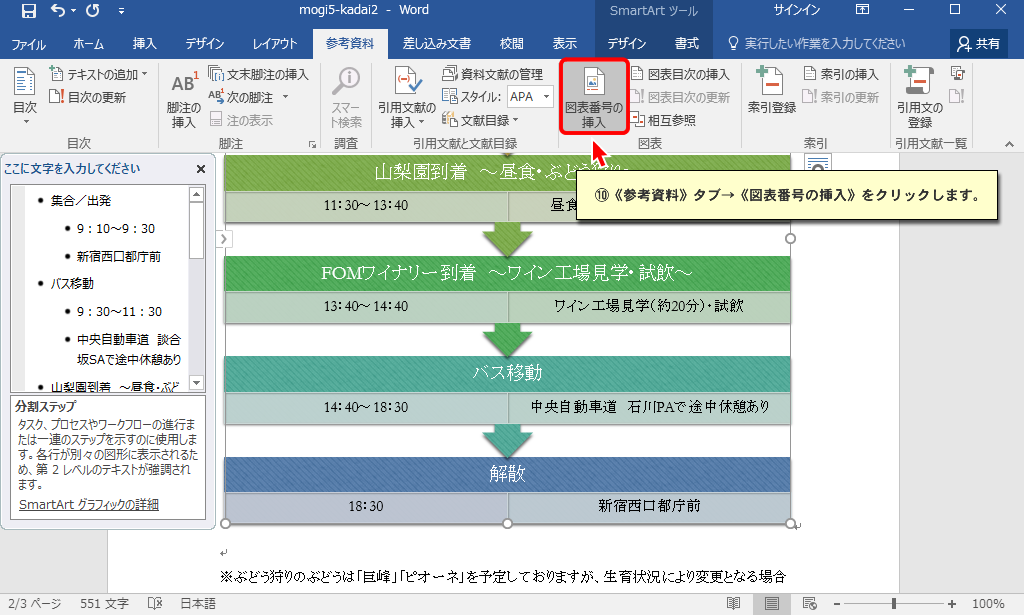 mogi5-kadai2 - Word
SmartArt ツール
サインイン
ファイル ホーム 挿入 デザイン レイアウト 参考資料 差し込み文書 校閲 表示 デザイン 書式 実行したい作業を入力してください 共有
目次
テキストの追加
目次の更新
目次
AB1
脚注の
挿入
文末脚注の挿入
AB1 次の脚注
注の表示
脚注
スマー
ト検索
調査
引用文献の
挿入
資料文献の管理
スタイル: APA
文献目録
引用文献と文献目録
図表番号の
挿入
図表目次の挿入
図表目次の更新
相互参照
図表
索引登録
索引の挿入
索引の更新
索引
引用文の
登録
引用文献一覧
⑩《参考資料》タブ→《図表番号の挿入》をクリックします。
ここに文字を入力してください
• 集合／出発
• 9：10～9：30
• 新宿西口都庁前
• バス移動
• 9：30～11：30
• 中央自動車道 談合
坂SAで途中休憩あり
• 山梨園到着 ～昼食・ぶど
分割ステップ
タスク、プロセスやワークフローの進行または一連のステップを示すのに使用します。各行が別々の図形に表示されるため、第 2 レベルのテキストが強調されます。
SmartArt グラフィックの詳細
山梨園到着 ～昼食・ぶどう狩り～
11：30～13：40 昼食
FOMワイナリー到着 ～ワイン工場見学・試飲～
13：40～14：40 ワイン工場見学（約20分）・試飲
バス移動
14：40～18：30 中央自動車道 石川PAで途中休憩あり
解散
18：30 新宿西口都庁前
※ぶどう狩りのぶどうは「巨峰」「ピオーネ」を予定しておりますが、生育状況により変更となる場合
2/3 ページ 551 文字 日本語 100%